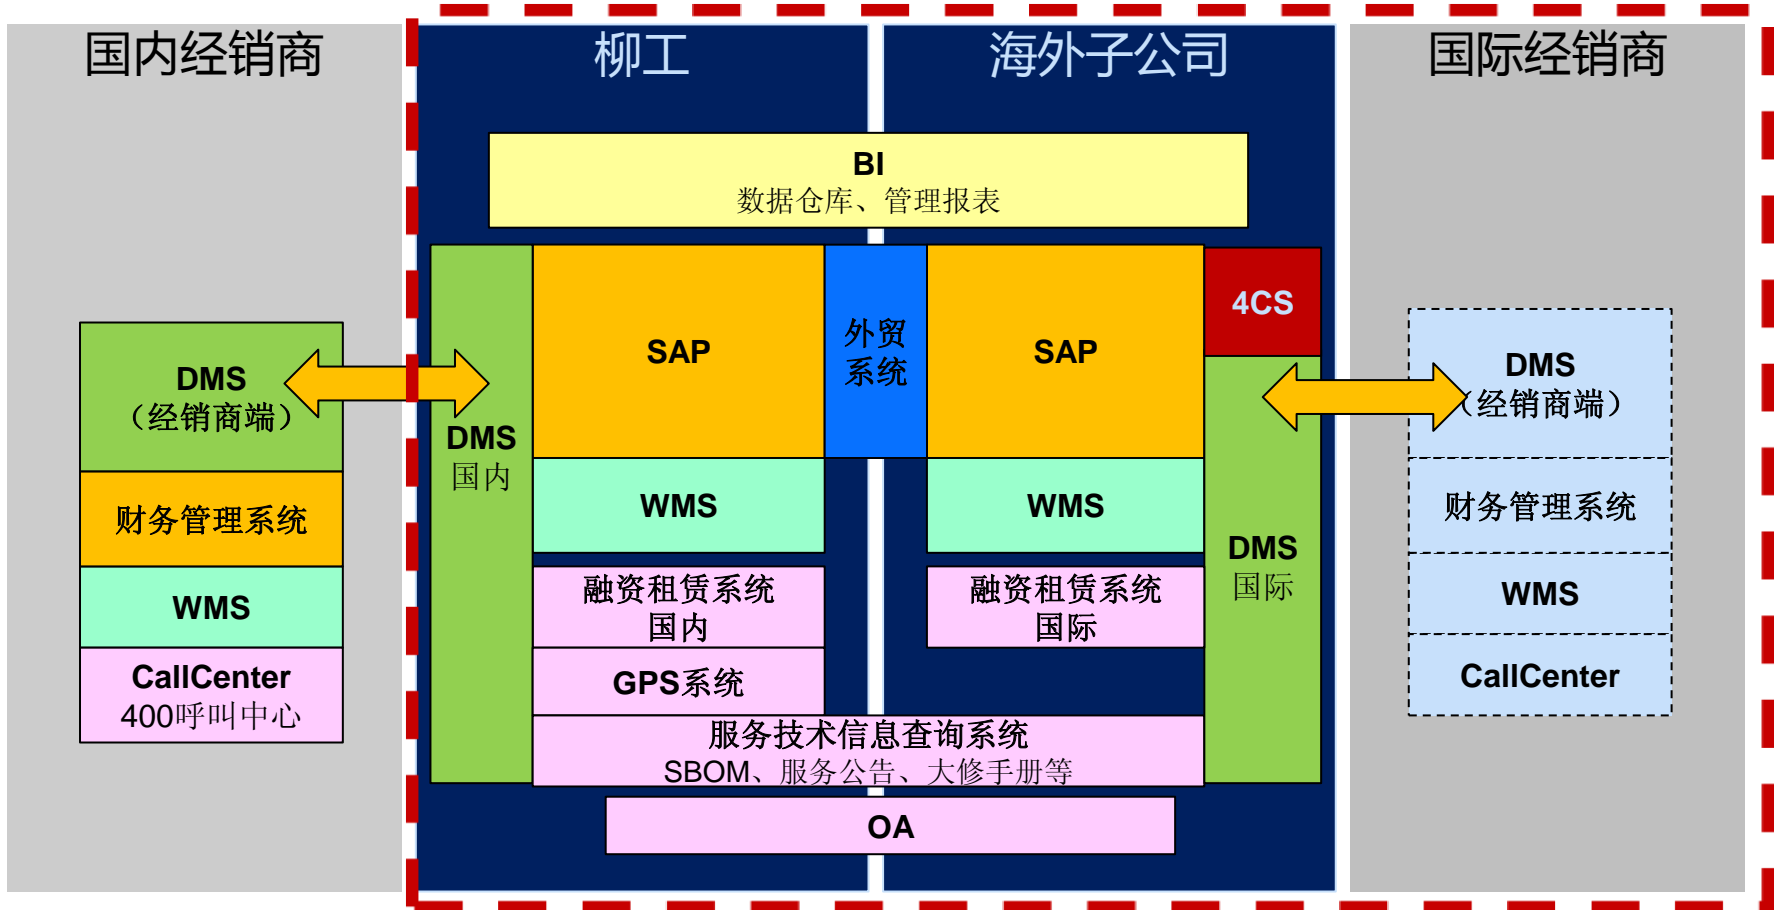 国内经销商
柳工
海外子公司
国际经销商
BI
数据仓库、管理报表
DMS
（经销商端）
财务管理系统
WMS
CallCenter
400呼叫中心
DMS
国内
SAP
WMS
融资租赁系统
国内
GPS系统
外贸
系统
SAP
WMS
融资租赁系统
国际
4CS
DMS
国际
服务技术信息查询系统
SBOM、服务公告、大修手册等
OA
DMS
（经销商端）
财务管理系统
WMS
CallCenter